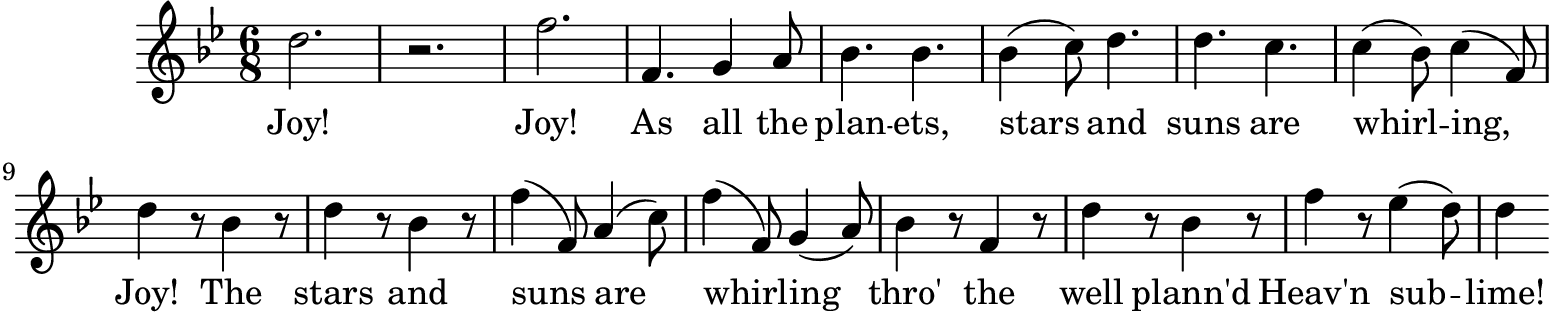 6
8
Joy! Joy! As all the plan - ets, stars and suns are whirl - ing,
9
Joy! The stars and suns are whirling thro' the well plann'd Heav'n sub - lime!